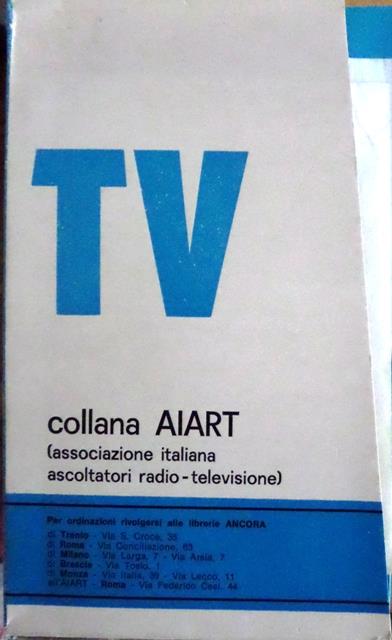 TV
collana AIART
(associazione italiana
ascoltatori radio-televisione)
Per ordinazioni rivolgersi alle librerie ANCORA
di Trento - Via S. Croce, 35
di Roma - Via Conciliazione, 63
di Milano - Via Larga, 7 - Via Arsia, 7
di Brescia - Via Tosio, 1
di Monza - Via Italia, 39 - Via Lecco, 11
all'AIART - Roma - Via Federico Cesi, 44